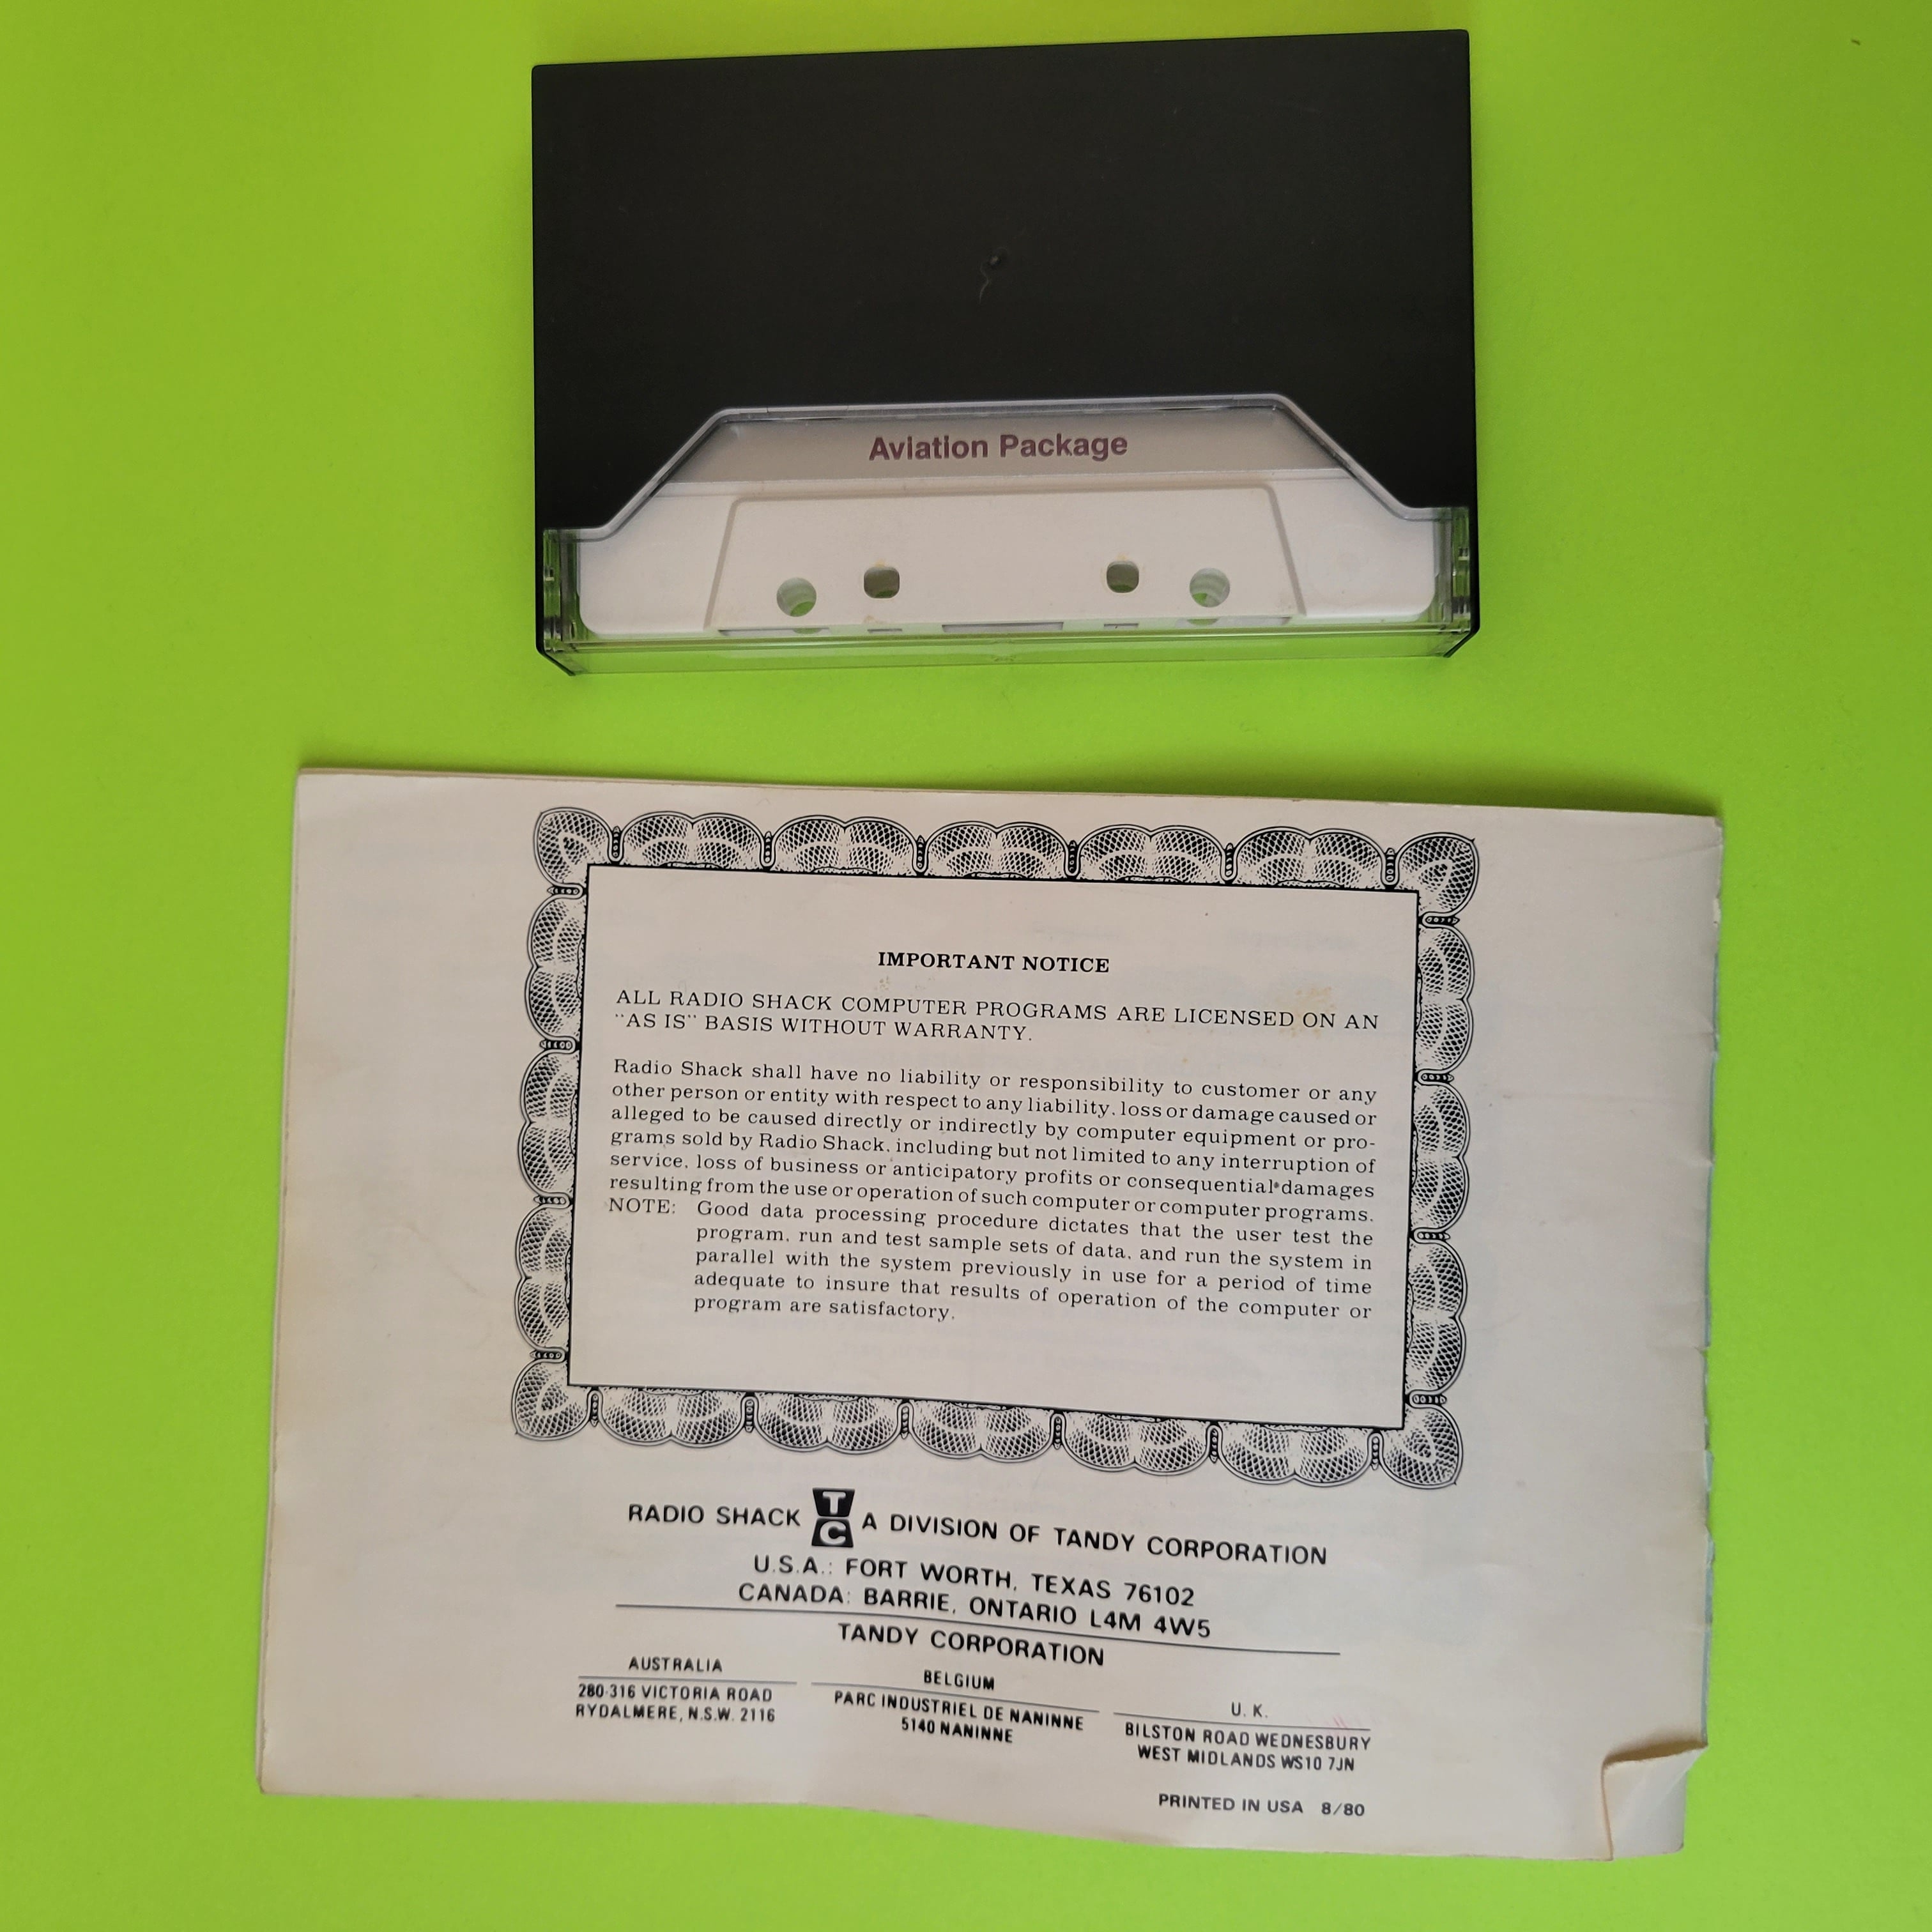 Aviation Package
IMPORTANT NOTICE
ALL RADIO SHACK COMPUTER PROGRAMS ARE LICENSED ON AN
"AS IS" BASIS WITHOUT WARRANTY.
Radio Shack shall have no liability or responsibility to customer or any
other person or entity with respect to any liability, loss or damage caused or
alleged to be caused directly or indirectly by computer equipment or pro-
grams sold by Radio Shack, including but not limited to any interruption of
service, loss of business or anticipatory profits or consequential damages
resulting from the use or operation of such computer or computer programs.
NOTE: Good data processing procedure dictates that the user test the
program, run and test sample sets of data, and run the system in
parallel with the system previously in use for a period of time
adequate to insure that results of operation of the computer or
program are satisfactory.
RADIO SHACK TC A DIVISION OF TANDY CORPORATION
U.S.A.: FORT WORTH, TEXAS 76102
CANADA: BARRIE, ONTARIO L4M 4W5
TANDY CORPORATION
AUSTRALIA
280-316 VICTORIA ROAD
RYDALMERE, N.S.W. 2116
BELGIUM
PARC INDUSTRIEL DE NANINNE
5140 NANINNE
U. K.
BILSTON ROAD WEDNESBURY
WEST MIDLANDS WS10 7JN
PRINTED IN USA 8/80